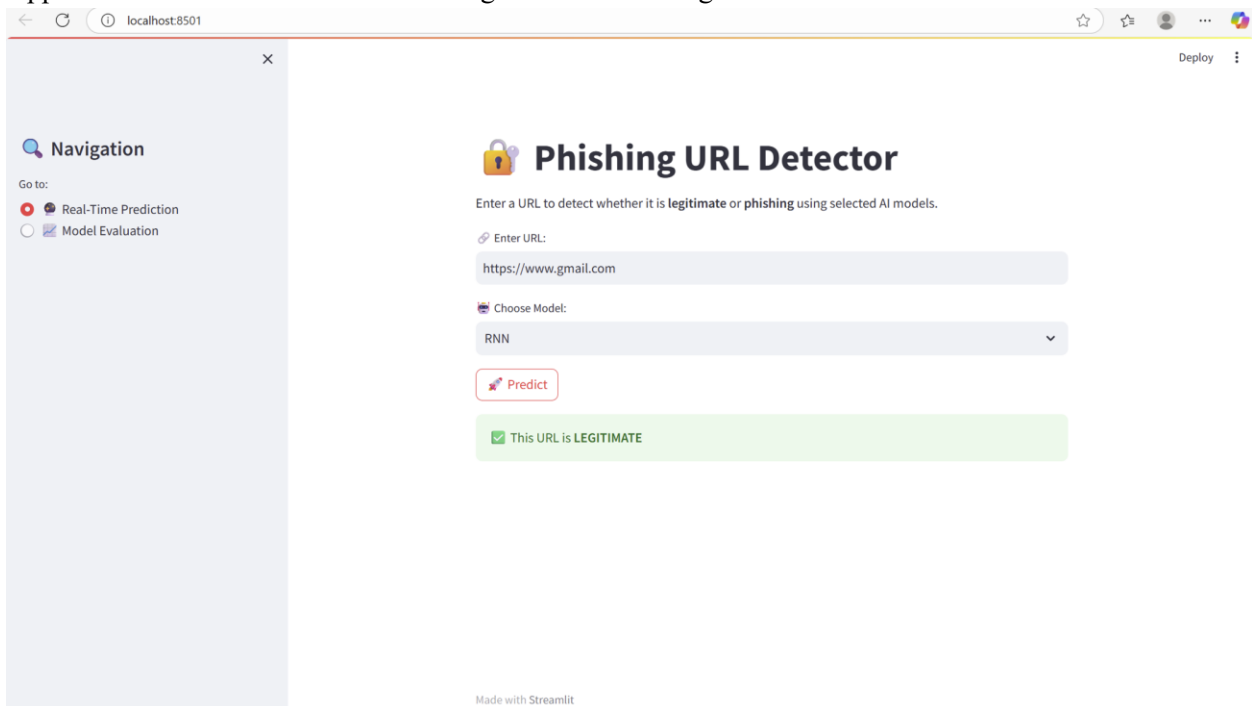 localhost:8501
Deploy
Navigation
Go to:
Real-Time Prediction
Model Evaluation
Phishing URL Detector
Enter a URL to detect whether it is legitimate or phishing using selected AI models.
Enter URL:
https://www.gmail.com
Choose Model:
RNN
Predict
This URL is LEGITIMATE
Made with Streamlit